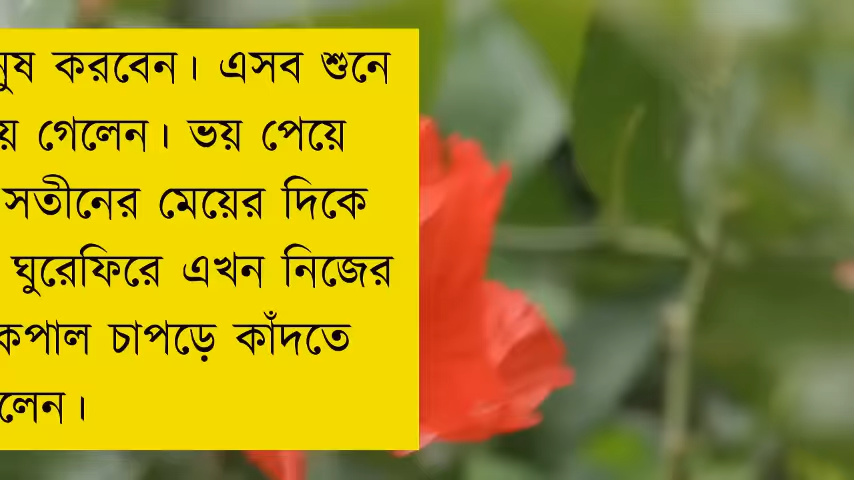 করবেন। এসব শুনে
গেলেন। ভয় পেয়ে
সতীনের মেয়ের দিকে
ঘুরেফিরে এখন নিজের
কপাল চাপড়ে কাঁদতে
লেন।